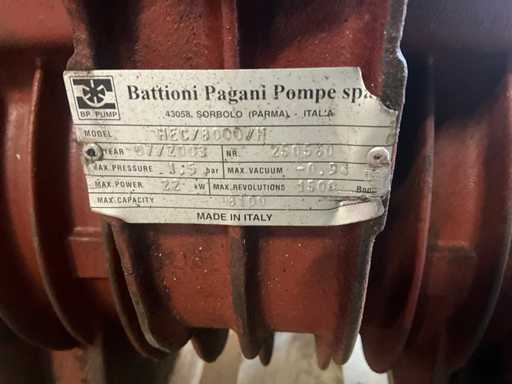 Battioni Pagani Pompe spa
BP. PUMP
43058, SORBOLO (PARMA) - ITALIA
MODEL MEC/8000/M
YEAR 07/2003 NR. 260580
MAX. PRESSURE 1.5 bar MAX. VACUUM -0.94
MAX. POWER 22 kW MAX. REVOLUTIONS 1500
MAX. CAPACITY
MADE IN ITALY